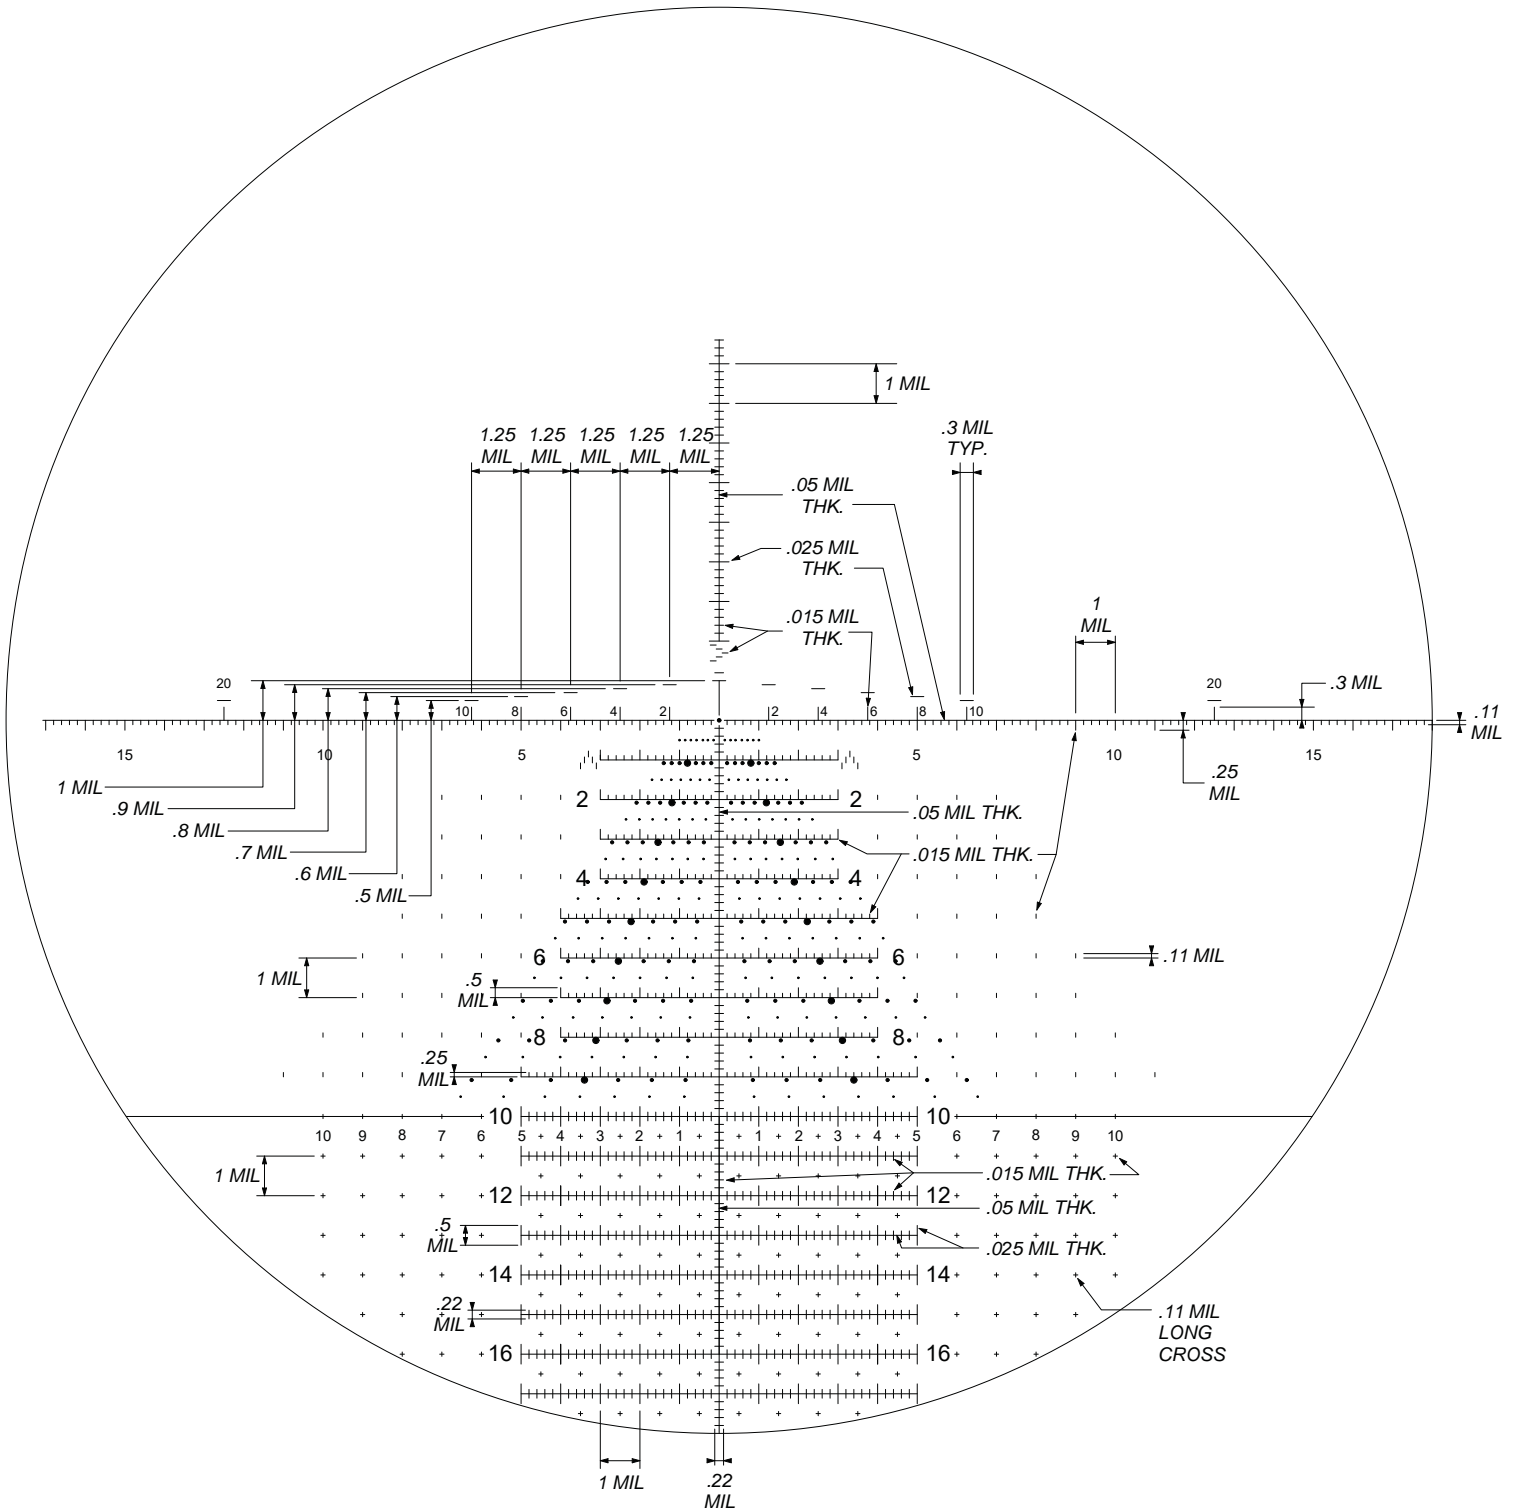 1 MIL
1.25 1.25 1.25 1.25 1.25
MIL MIL MIL MIL MIL
.3 MIL
TYP.
.05 MIL
THK.
.025 MIL
THK.
1
MIL
.015 MIL
THK.
20
20
.3 MIL
10 8 6 4 2 2 4 6 8 10
.11
MIL
15 10 5 5 10 15
.25
MIL
1 MIL
.9 MIL
.8 MIL
.7 MIL
.6 MIL
.5 MIL
2 2
.05 MIL THK.
.015 MIL THK.
4 4
6 6
.11 MIL
1 MIL
.5
MIL
8 8
.25
MIL
10 10
10 9 8 7 6 5 4 3 2 1 1 2 3 4 5 6 7 8 9 10
1 MIL
.015 MIL THK.
12 12
.05 MIL THK.
.5
MIL
.025 MIL THK.
14 14
.22
MIL
.11 MIL
LONG
CROSS
16 16
1 MIL
.22
MIL